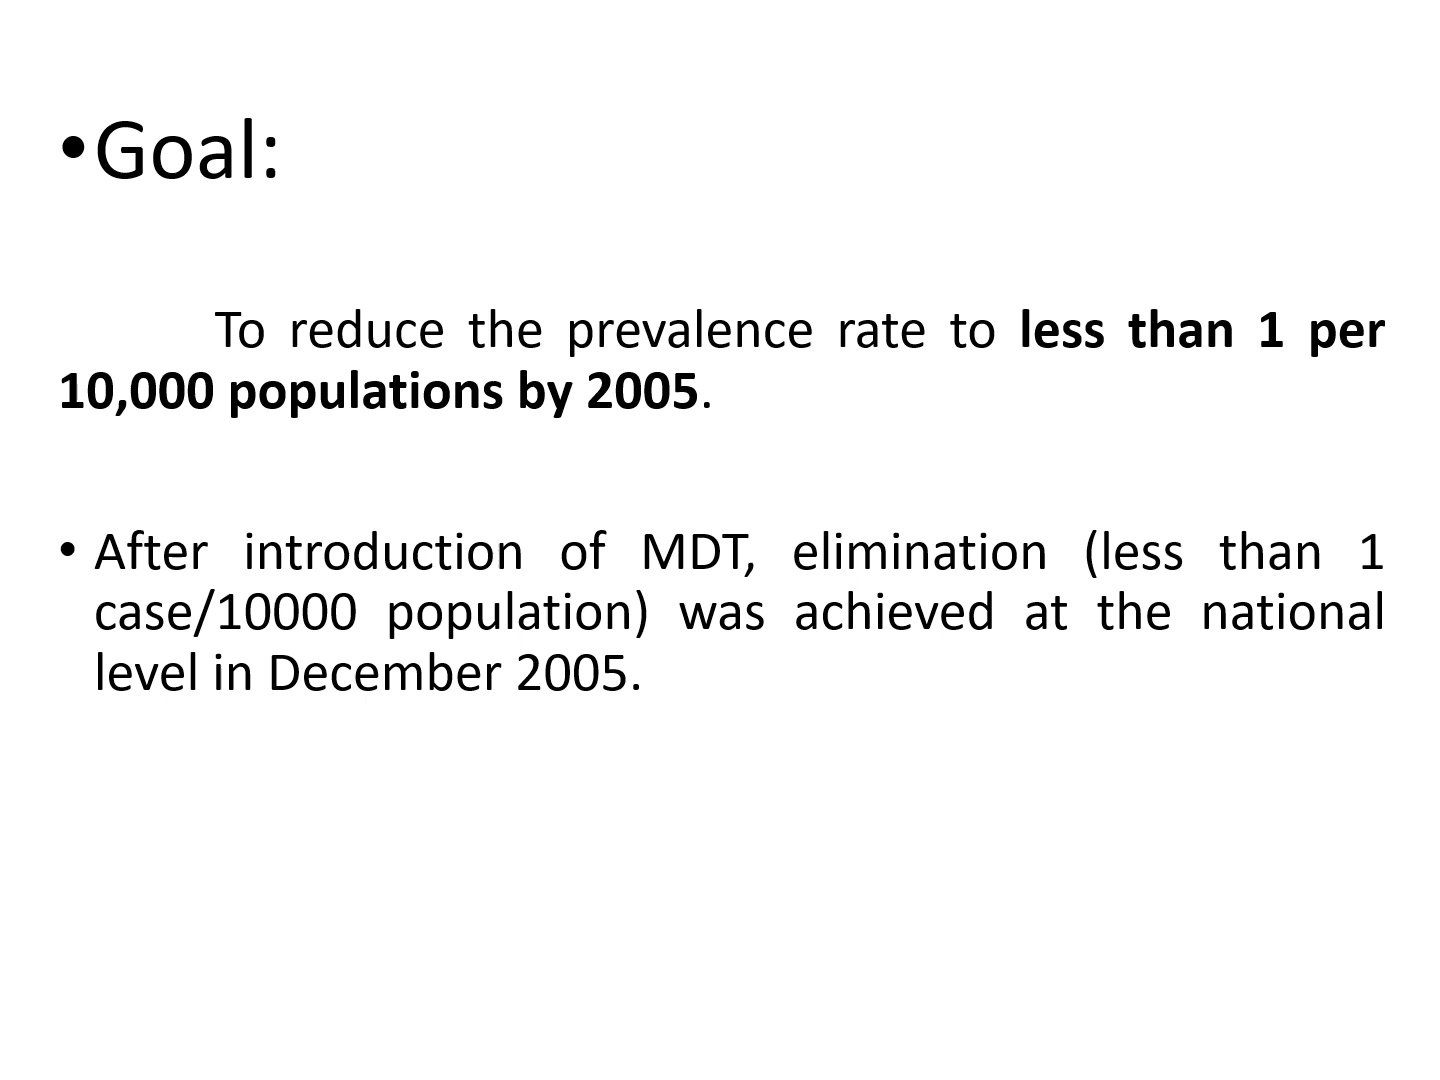 •Goal:
To reduce the prevalence rate to less than 1 per
10,000 populations by 2005.
• After introduction of MDT, elimination (less than 1
case/10000 population) was achieved at the national
level in December 2005.